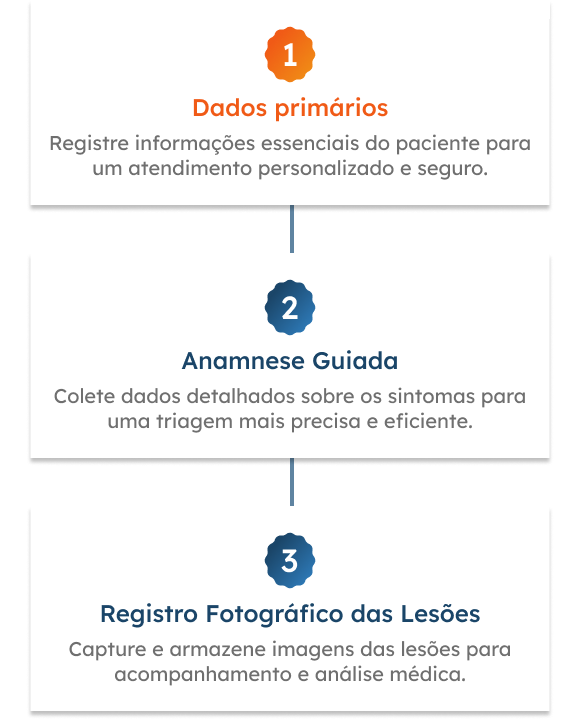 1
Dados primários
Registre informações essenciais do paciente para
um atendimento personalizado e seguro.
2
Anamnese Guiada
Colete dados detalhados sobre os sintomas para
uma triagem mais precisa e eficiente.
3
Registro Fotográfico das Lesões
Capture e armazene imagens das lesões para
acompanhamento e análise médica.